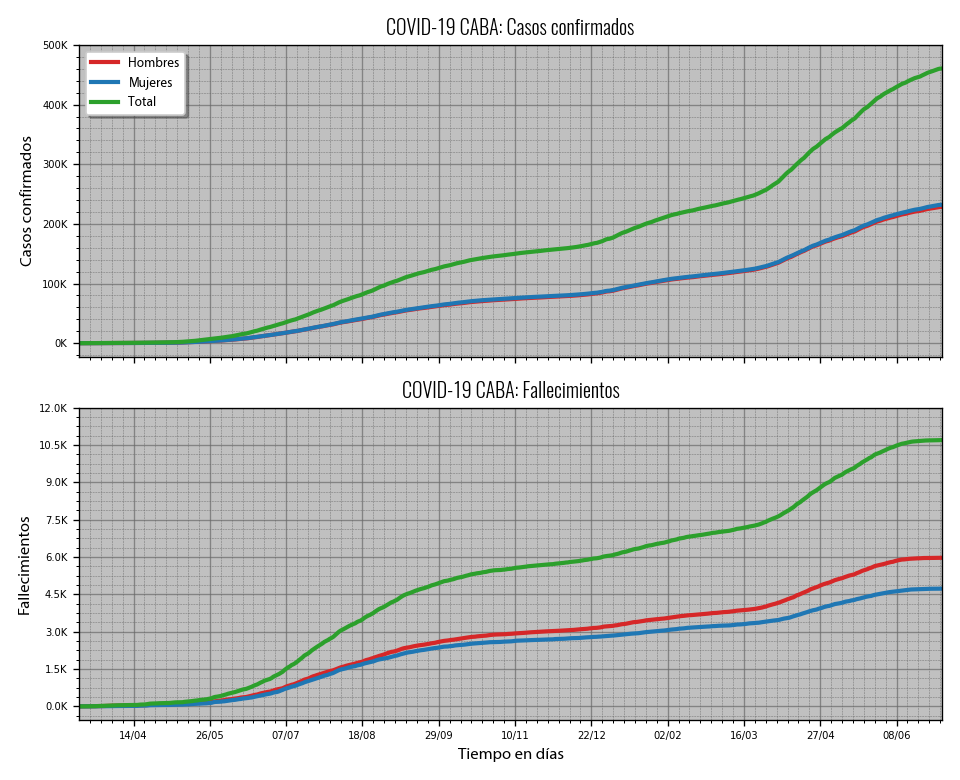 COVID-19 CABA: Casos confirmados
500K
400K
300K
200K
100K
0K
Casos confirmados
Hombres
Mujeres
Total
COVID-19 CABA: Fallecimientos
12.0K
10.5K
9.0K
7.5K
6.0K
4.5K
3.0K
1.5K
0.0K
Fallecimientos
14/04 26/05 07/07 18/08 29/09 10/11 22/12 02/02 16/03 27/04 08/06
Tiempo en días